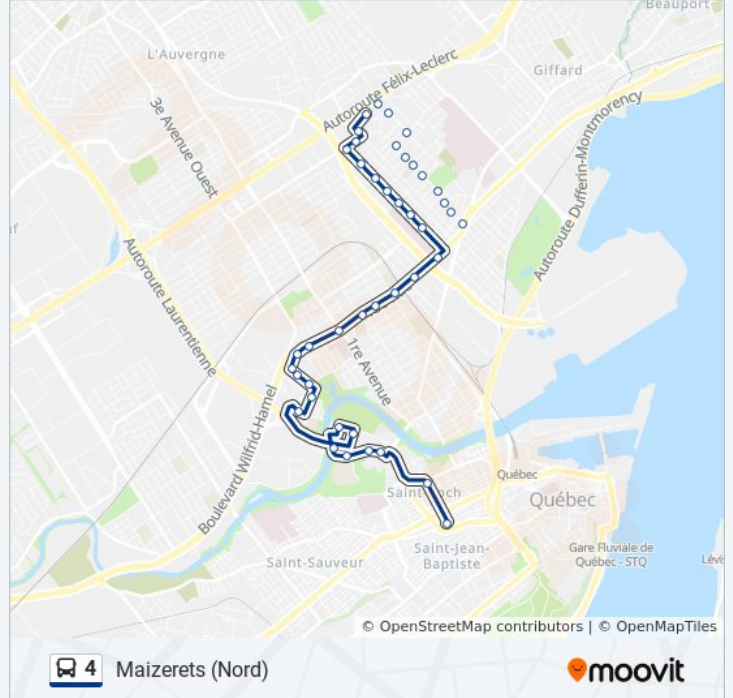 Beauport
L'Auvergne
Autoroute Félix-Leclerc
Giffard
3e Avenue Ouest
Autoroute Dufferin-Montmorency
Autoroute Laurentienne
1re Avenue
Boulevard Wilfrid-Hamel
Québec
Saint-Roch
Québec
Saint-Sauveur
Saint-Jean-
Baptiste
Gare Fluviale de
Québec - STQ
Lévis
© OpenStreetMap contributors | © OpenMapTiles
4 Maizerets (Nord)
moovit